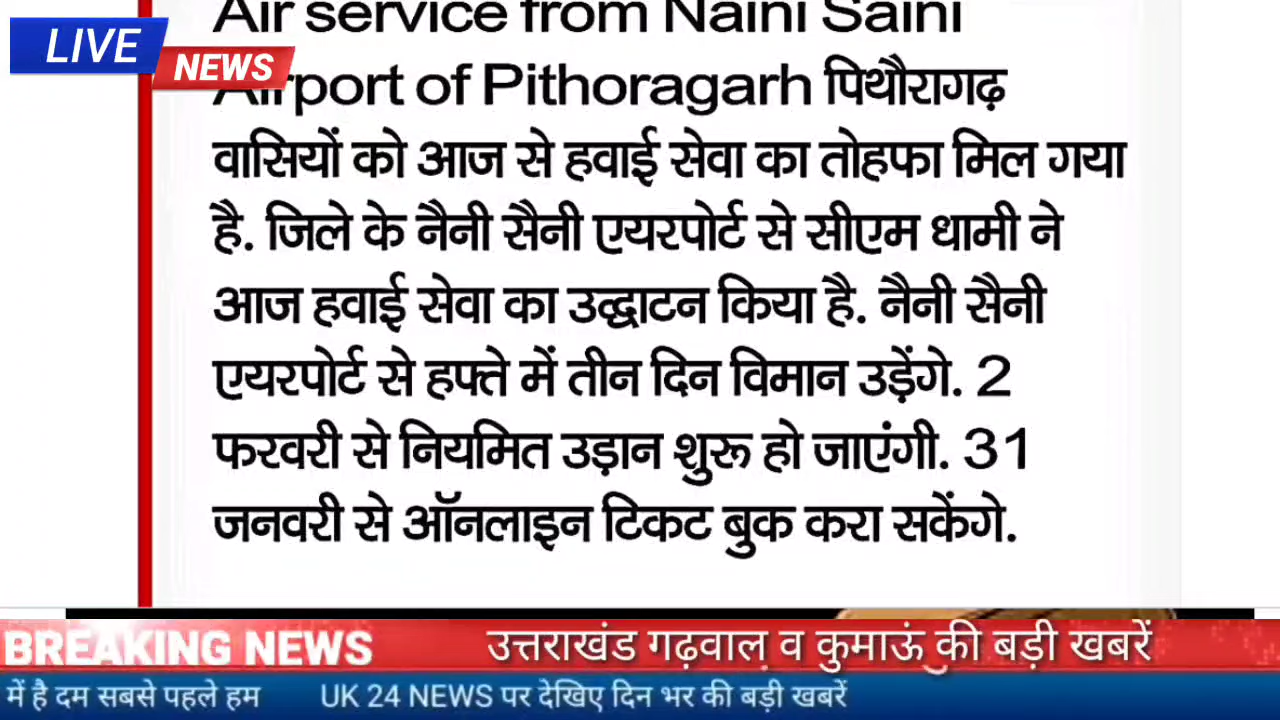 Air service from Naini Saini
LIVE
NEWS
Airport of Pithoragarh पिथौरागढ़
वासियों को आज से हवाई सेवा का तोहफा मिल गया
है. जिले के नैनी सैनी एयरपोर्ट से सीएम धामी ने
आज हवाई सेवा का उद्घाटन किया है. नैनी सैनी
एयरपोर्ट से हफ्ते में तीन दिन विमान उड़ेंगे. 2
फरवरी से नियमित उड़ान शुरू हो जाएंगी. 31
जनवरी से ऑनलाइन टिकट बुक करा सकेंगे.
BREAKING NEWS उत्तराखंड गढ़वाल व कुमाऊं की बड़ी खबरें
में है दम सबसे पहले हम UK 24 NEWS पर देखिए दिन भर की बड़ी खबरें